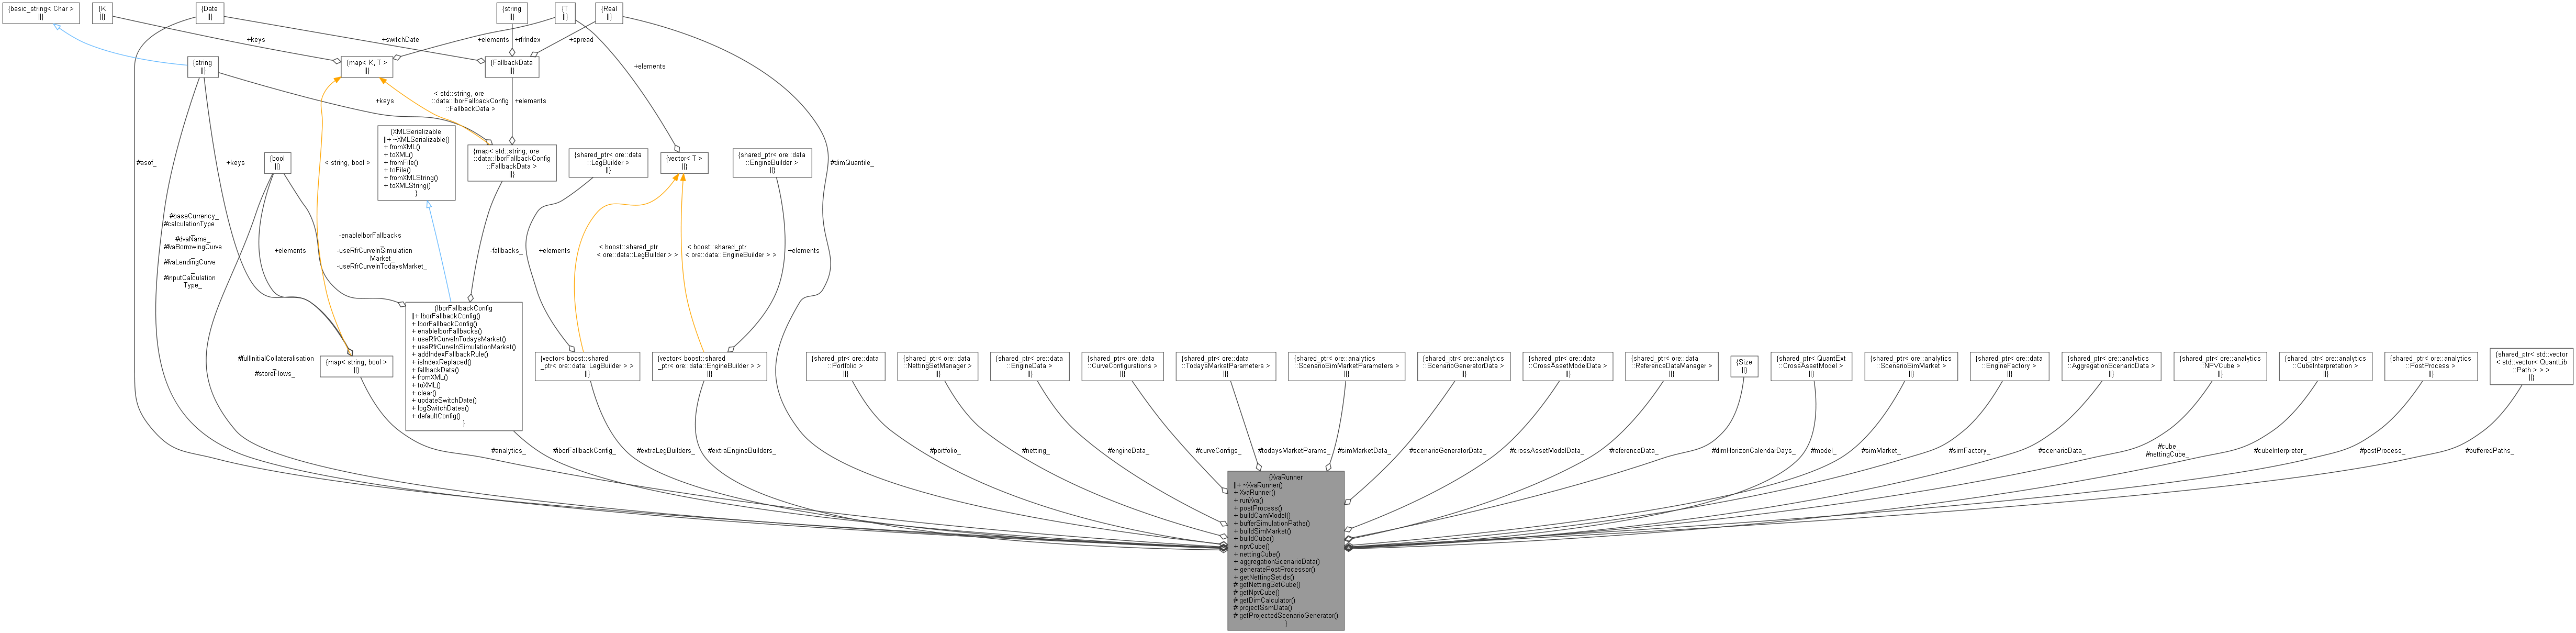 {basic_string< Char >
||}
{K
||}
{Date
||}
{string
||}
{T
||}
{Real
||}
+keys
+switchDate
+elements
+rfrIndex
+spread
{string
||}
{map< K, T >
||}
{FallbackData
||}
+elements
+keys
< std::string, ore
::data::IborFallbackConfig
::FallbackData >
+elements
{XMLSerializable
||+ ~XMLSerializable()
+ fromXML()
+ toXML()
+ fromFile()
+ toFile()
+ fromXMLString()
+ toXMLString()
}
#asof_
+keys
{bool
||}
< string, bool >
{map< std::string, ore
::data::IborFallbackConfig
::FallbackData >
||}
{shared_ptr< ore::data
::LegBuilder >
||}
{vector< T >
||}
{shared_ptr< ore::data
::EngineBuilder >
||}
#dimQuantile_
#baseCurrency_
#calculationType
_
#dvaName_
#fvaBorrowingCurve
_
#fvaLendingCurve
_
#inputCalculation
Type_
+elements
-enableIborFallbacks
_
-useRfrCurveInSimulation
Market_
-useRfrCurveInTodaysMarket_
-fallbacks_
+elements
< boost::shared_ptr
< ore::data::LegBuilder > >
< boost::shared_ptr
< ore::data::EngineBuilder > >
+elements
#fullInitialCollateralisation
_
#storeFlows_
{map< string, bool >
||}
{IborFallbackConfig
||+ IborFallbackConfig()
+ IborFallbackConfig()
+ enableIborFallbacks()
+ useRfrCurveInTodaysMarket()
+ useRfrCurveInSimulationMarket()
+ addIndexFallbackRule()
+ isIndexReplaced()
+ fallbackData()
+ fromXML()
+ toXML()
+ clear()
+ updateSwitchDate()
+ logSwitchDates()
+ defaultConfig()
}
{vector< boost::shared
_ptr< ore::data::LegBuilder > >
||}
{vector< boost::shared
_ptr< ore::data::EngineBuilder > >
||}
{shared_ptr< ore::data
::Portfolio >
||}
{shared_ptr< ore::data
::NettingSetManager >
||}
{shared_ptr< ore::data
::EngineData >
||}
{shared_ptr< ore::data
::CurveConfigurations >
||}
{shared_ptr< ore::data
::TodaysMarketParameters >
||}
{shared_ptr< ore::analytics
::ScenarioSimMarketParameters >
||}
{shared_ptr< ore::analytics
::ScenarioGeneratorData >
||}
{shared_ptr< ore::data
::CrossAssetModelData >
||}
{shared_ptr< ore::data
::ReferenceDataManager >
||}
{Size
||}
{shared_ptr< QuantExt
::CrossAssetModel >
||}
{shared_ptr< ore::analytics
::ScenarioSimMarket >
||}
{shared_ptr< ore::data
::EngineFactory >
||}
{shared_ptr< ore::analytics
::AggregationScenarioData >
||}
{shared_ptr< ore::analytics
::NPVCube >
||}
{shared_ptr< ore::analytics
::CubeInterpretation >
||}
{shared_ptr< ore::analytics
::PostProcess >
||}
{shared_ptr< std::vector
< std::vector< QuantLib
::Path > > >
||}
#analytics_
#iborFallbackConfig_
#extraLegBuilders_
#extraEngineBuilders_
#portfolio_
#netting_
#engineData_
#curveConfigs_
#todaysMarketParams_
#simMarketData_
#scenarioGeneratorData_
#crossAssetModelData_
#referenceData_
#dimHorizonCalendarDays_
#model_
#simMarket_
#simFactory_
#scenarioData_
#cube_
#nettingCube_
#cubeInterpreter_
#postProcess_
#bufferedPaths_
{XvaRunner
||+ ~XvaRunner()
+ XvaRunner()
+ runXva()
+ postProcess()
+ buildCamModel()
+ bufferSimulationPaths()
+ buildSimMarket()
+ buildCube()
+ npvCube()
+ nettingCube()
+ aggregationScenarioData()
+ generatePostProcessor()
+ getNettingSetIds()
# getNettingSetCube()
# getNpvCube()
# getDimCalculator()
# projectSsmData()
# getProjectedScenarioGenerator()
}